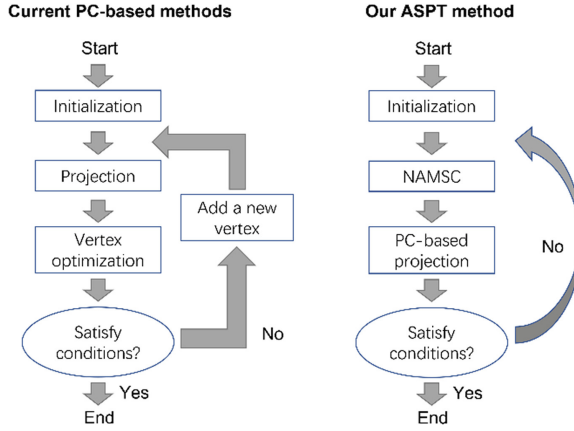 Current PC-based methods
Start
Initialization
Projection
Vertex
optimization
Add a new
vertex
Satisfy
conditions?
No
Yes
End
Our ASPT method
Start
Initialization
NAMSC
PC-based
projection
No
Satisfy
conditions?
Yes
End